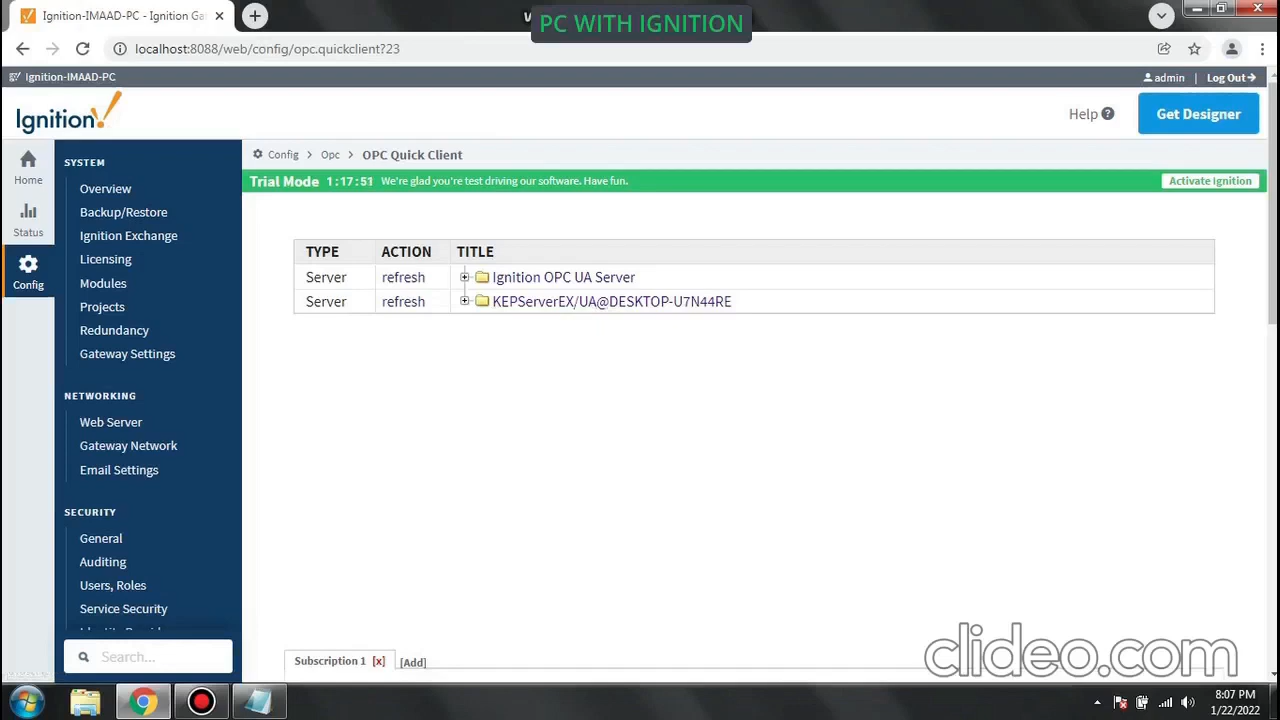 Ignition-IMAAD-PC - Ignition Ga
PC WITH IGNITION
localhost:8088/web/config/opc.quickclient?23
Ignition-IMAAD-PC
admin | Log Out
Ignition!
Help
Get Designer
Home
Status
Config
SYSTEM
Overview
Backup/Restore
Ignition Exchange
Licensing
Modules
Projects
Redundancy
Gateway Settings
NETWORKING
Web Server
Gateway Network
Email Settings
SECURITY
General
Auditing
Users, Roles
Service Security
Search...
Config > Opc > OPC Quick Client
Trial Mode 1:17:51 We're glad you're test driving our software. Have fun.
Activate Ignition
TYPE ACTION TITLE
Server refresh Ignition OPC UA Server
Server refresh KEPServerEX/UA@DESKTOP-U7N44RE
Subscription 1 [x] [Add]
clideo.com
8:07 PM
1/22/2022